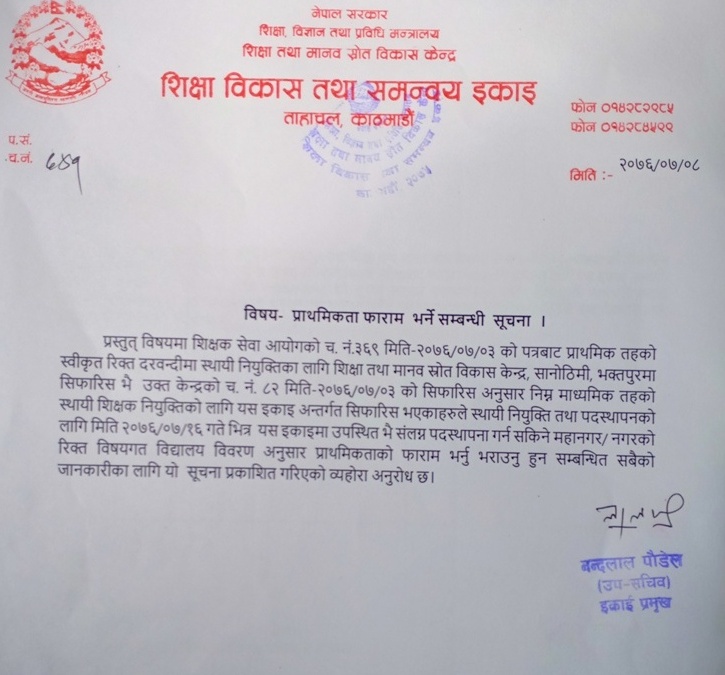 नेपाल सरकार
शिक्षा, विज्ञान तथा प्रविधि मन्त्रालय
शिक्षा तथा मानव स्रोत विकास केन्द्र
शिक्षा विकास तथा समन्वय इकाइ
ताहाचल, काठमाडौं
फोन ०१४२८२९८५
फोन ०१४२८४५९९
प.सं.
च.नं. ६४१
मिति :- २०७६/०७/०८
विषय- प्राथमिकता फाराम भर्ने सम्बन्धी सूचना ।
प्रस्तुत् विषयमा शिक्षक सेवा आयोगको च. नं.३६९ मिति-२०७६/०७/०३ को पत्रबाट प्राथमिक तहको
स्वीकृत रिक्त दरवन्दीमा स्थायी नियुक्तिका लागि शिक्षा तथा मानव स्रोत विकास केन्द्र, सानोठिमी, भक्तपुरमा
सिफारिस भै उक्त केन्द्रको च. नं. ८२ मिति-२०७६/०७/०३ को सिफारिस अनुसार निम्न माध्यमिक तहको
स्थायी शिक्षक नियुक्तिको लागि यस इकाइ अन्तर्गत सिफारिस भएकाहरुले स्थायी नियुक्ति तथा पदस्थापनको
लागि मिति २०७६/०७/१६ गते भित्र यस इकाइमा उपस्थित भै संलग्न पदस्थापना गर्न सकिने महानगर/ नगरको
रिक्त विषयगत विद्यालय विवरण अनुसार प्राथमिकताको फाराम भर्नु भराउनु हुन सम्बन्धित सबैको
जानकारीका लागि यो सूचना प्रकाशित गरिएको व्यहोरा अनुरोध छ।
नन्दलाल पौडेल
(उप-सचिव)
इकाई प्रमुख